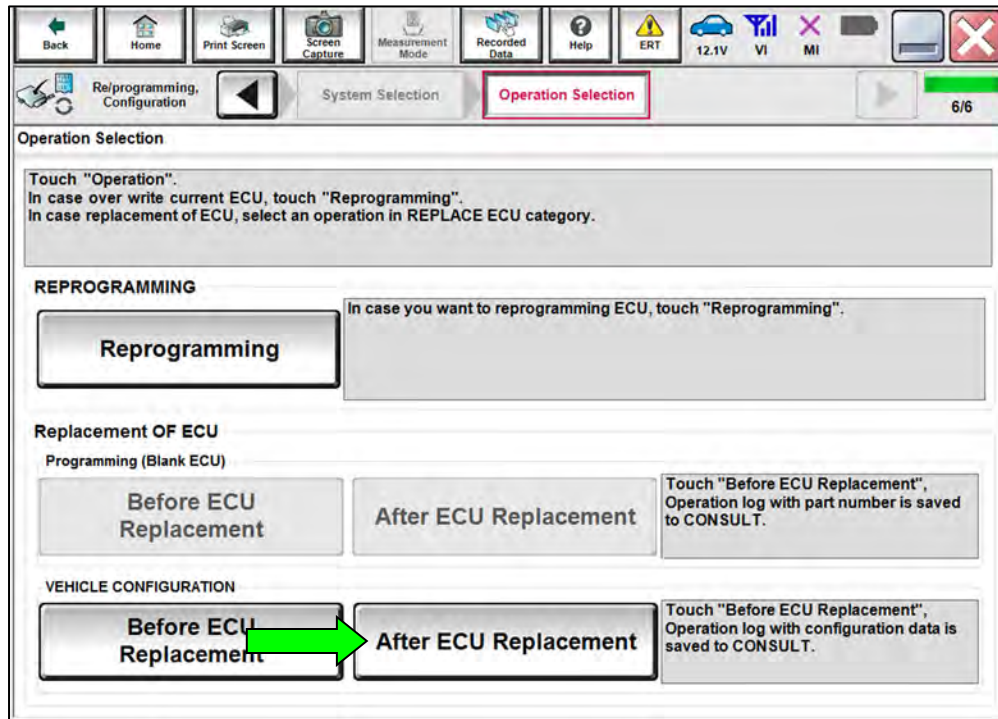 Back
Home
Print Screen
Screen
Capture
Measurement
Mode
Recorded
Data
Help
ERT
12.1V
VI
MI
Re/programming,
Configuration
System Selection
Operation Selection
6/6
Operation Selection
Touch "Operation".
In case over write current ECU, touch "Reprogramming".
In case replacement of ECU, select an operation in REPLACE ECU category.
REPROGRAMMING
Reprogramming
In case you want to reprogramming ECU, touch "Reprogramming".
Replacement OF ECU
Programming (Blank ECU)
Before ECU
Replacement
After ECU Replacement
Touch "Before ECU Replacement",
Operation log with part number is saved
to CONSULT.
VEHICLE CONFIGURATION
Before ECU
Replacement
After ECU Replacement
Touch "Before ECU Replacement",
Operation log with configuration data is
saved to CONSULT.